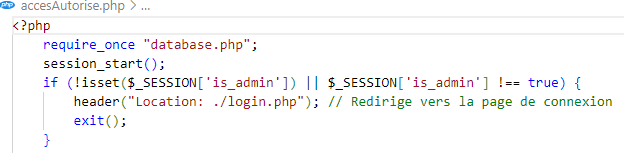 php accesAutorise.php > ...
<?php
    require_once "database.php";
    session_start();
    if (!isset($_SESSION['is_admin']) || $_SESSION['is_admin'] !== true) {
        header("Location: ./login.php"); // Redirige vers la page de connexion
        exit();
    }